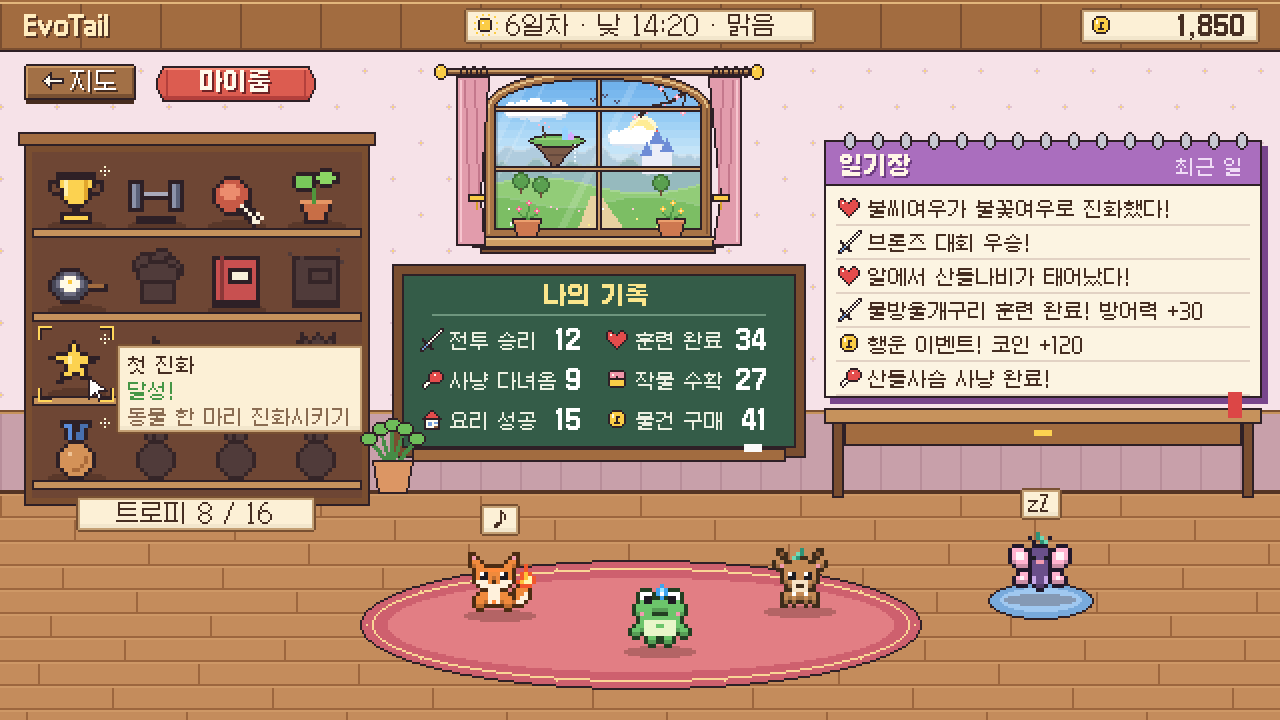 EvoTail
6일차 · 낮 14:20 · 맑음
1,850
←지도
마이룸
일기장
최근 일
불씨여우가 불꽃여우로 진화했다!
브론즈 대회 우승!
알에서 산들나비가 태어났다!
물방울개구리 훈련 완료! 방어력 +30
행운 이벤트! 코인 +120
산들사슴 사냥 완료!
나의 기록
전투 승리 12
훈련 완료 34
사냥 다녀옴 9
작물 수확 27
요리 성공 15
물건 구매 41
첫 진화
달성!
동물 한 마리 진화시키기
트로피 8 / 16
♪
zZ